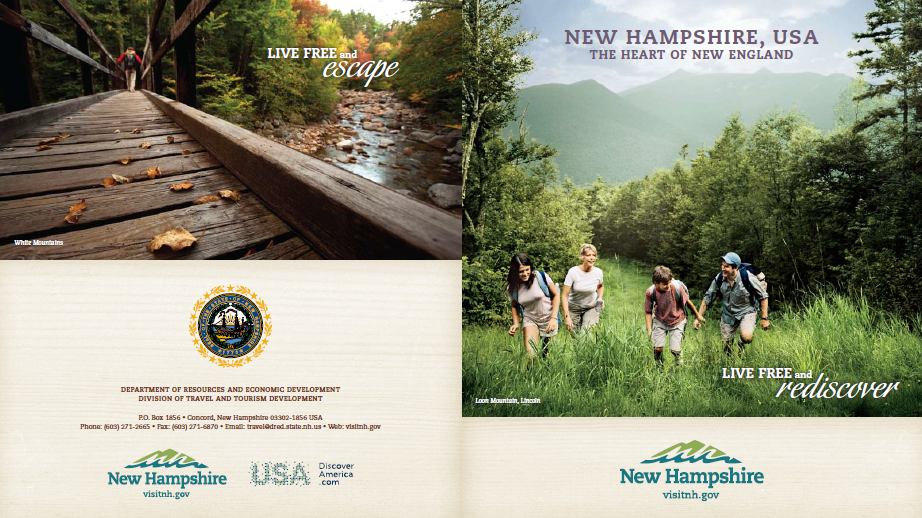 LIVE FREE and
escape
White Mountains
DEPARTMENT OF RESOURCES AND ECONOMIC DEVELOPMENT
DIVISION OF TRAVEL AND TOURISM DEVELOPMENT
P.O. Box 1856 • Concord, New Hampshire 03302-1856 USA
Phone: (603) 271-2665 • Fax: (603) 271-6870 • Email: travel@dred.state.nh.us • Web: visitnh.gov
New Hampshire
visitnh.gov
USA
Discover
America
.com
NEW HAMPSHIRE, USA
THE HEART OF NEW ENGLAND
LIVE FREE and
rediscover
Loon Mountain, Lincoln
New Hampshire
visitnh.gov